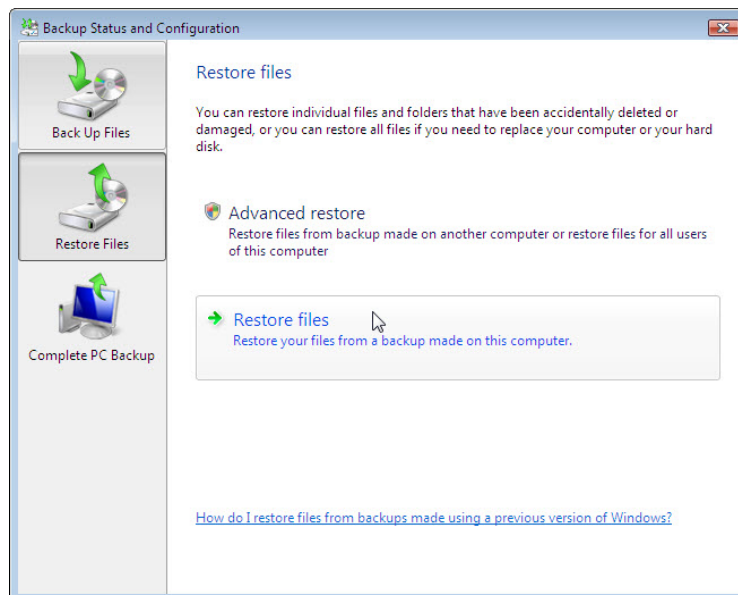 Backup Status and Configuration
Back Up Files
Restore Files
Complete PC Backup
Restore files
You can restore individual files and folders that have been accidentally deleted or
damaged, or you can restore all files if you need to replace your computer or your hard
disk.
Advanced restore
Restore files from backup made on another computer or restore files for all users
of this computer
Restore files
Restore your files from a backup made on this computer.
How do I restore files from backups made using a previous version of Windows?